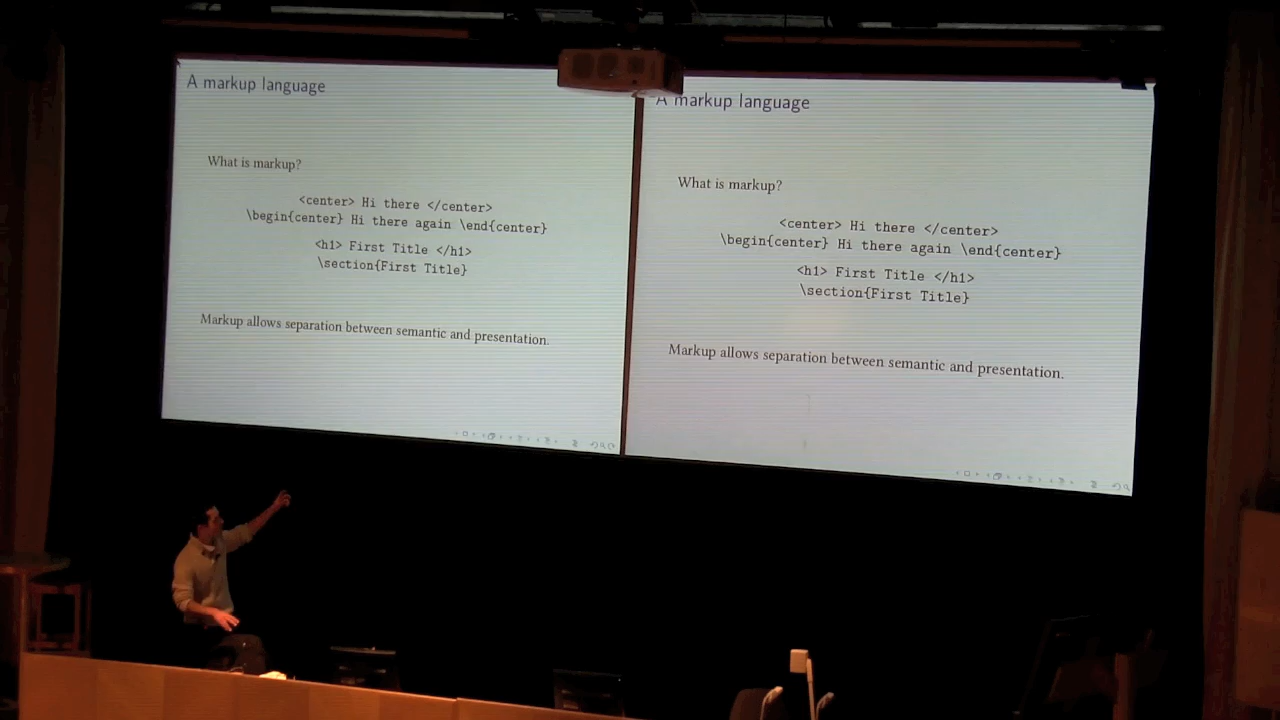 A markup language
What is markup?
<center> Hi there </center>
\begin{center} Hi there again \end{center}
<h1> First Title </h1>
\section{First Title}
Markup allows separation between semantic and presentation.
A markup language
What is markup?
<center> Hi there </center>
\begin{center} Hi there again \end{center}
<h1> First Title </h1>
\section{First Title}
Markup allows separation between semantic and presentation.